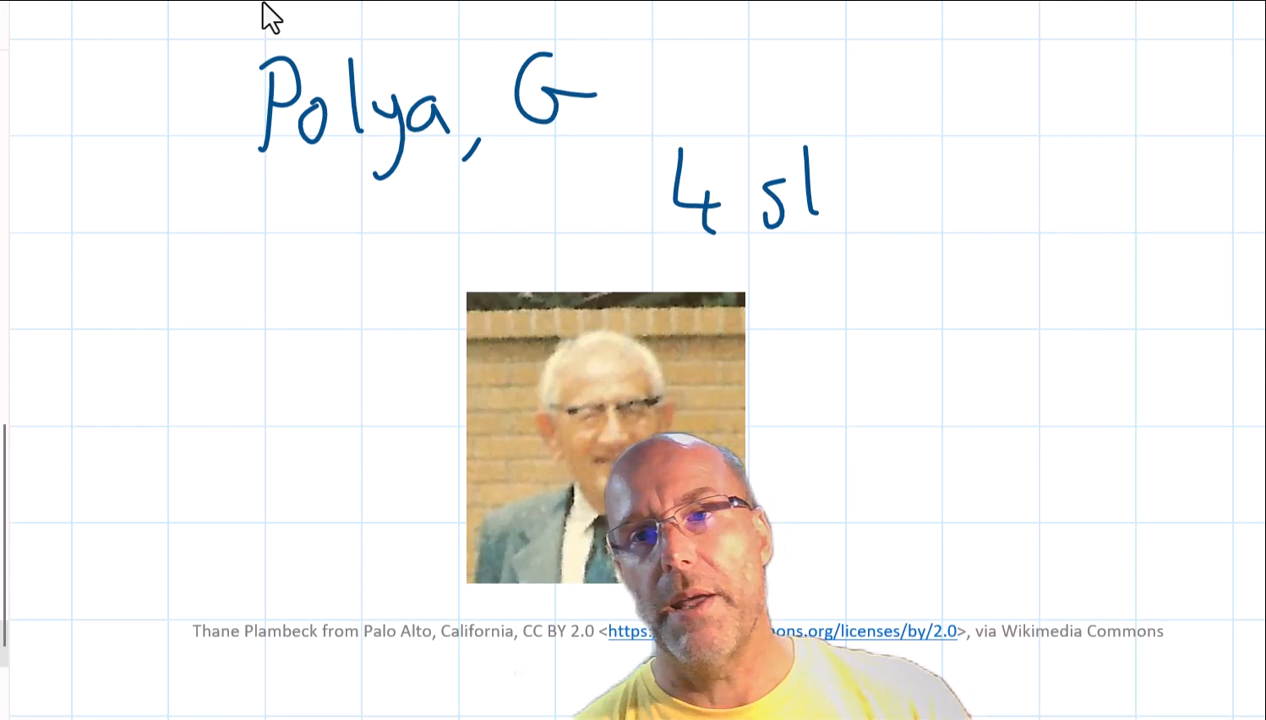 Polya, G
4 sl
Thane Plambeck from Palo Alto, California, CC BY 2.0 <https: ons.org/licenses/by/2.0>, via Wikimedia Commons